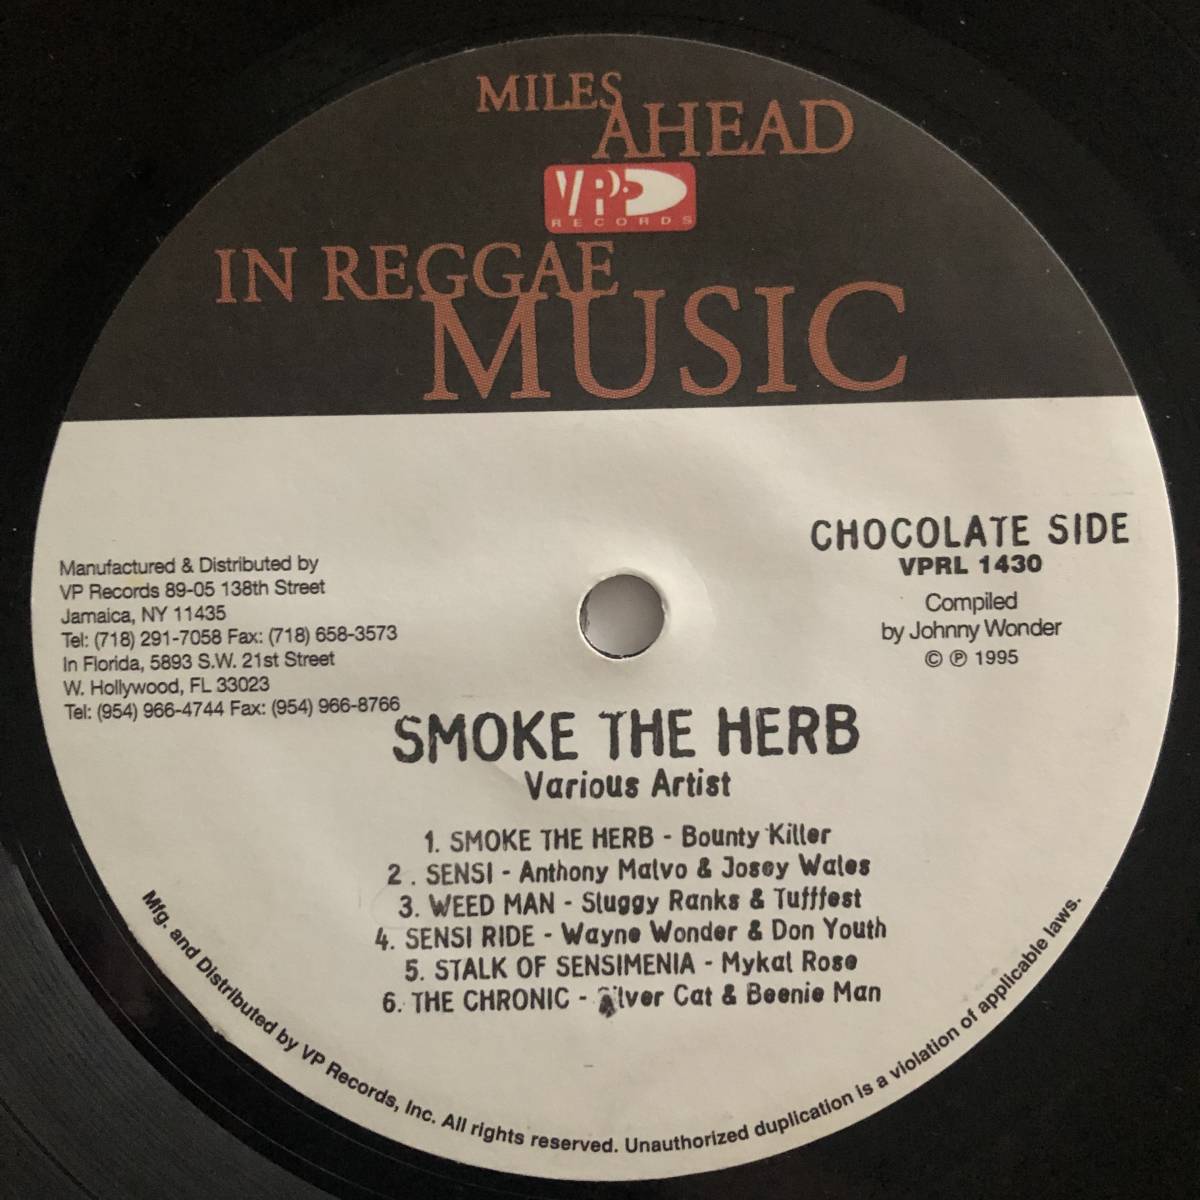 MILES
AHEAD
VP
RECORDS
IN REGGAE
MUSIC
CHOCOLATE SIDE
VPRL 1430
Compiled
by Johnny Wonder
© ℗ 1995
Manufactured & Distributed by
VP Records 89-05 138th Street
Jamaica, NY 11435
Tel: (718) 291-7058 Fax: (718) 658-3573
In Florida, 5893 S.W. 21st Street
W. Hollywood, FL 33023
Tel: (954) 966-4744 Fax: (954) 966-8766
SMOKE THE HERB
Various Artist
1. SMOKE THE HERB - Bounty Killer
2. SENSI - Anthony Malvo & Josey Wales
3. WEED MAN - Sluggy Ranks & Tufffest
4. SENSI RIDE - Wayne Wonder & Don Youth
5. STALK OF SENSIMENIA - Mykal Rose
6. THE CHRONIC - Silver Cat & Beenie Man
Mfg. and Distributed by VP Records, Inc. All rights reserved. Unauthorized duplication is a violation of applicable laws.